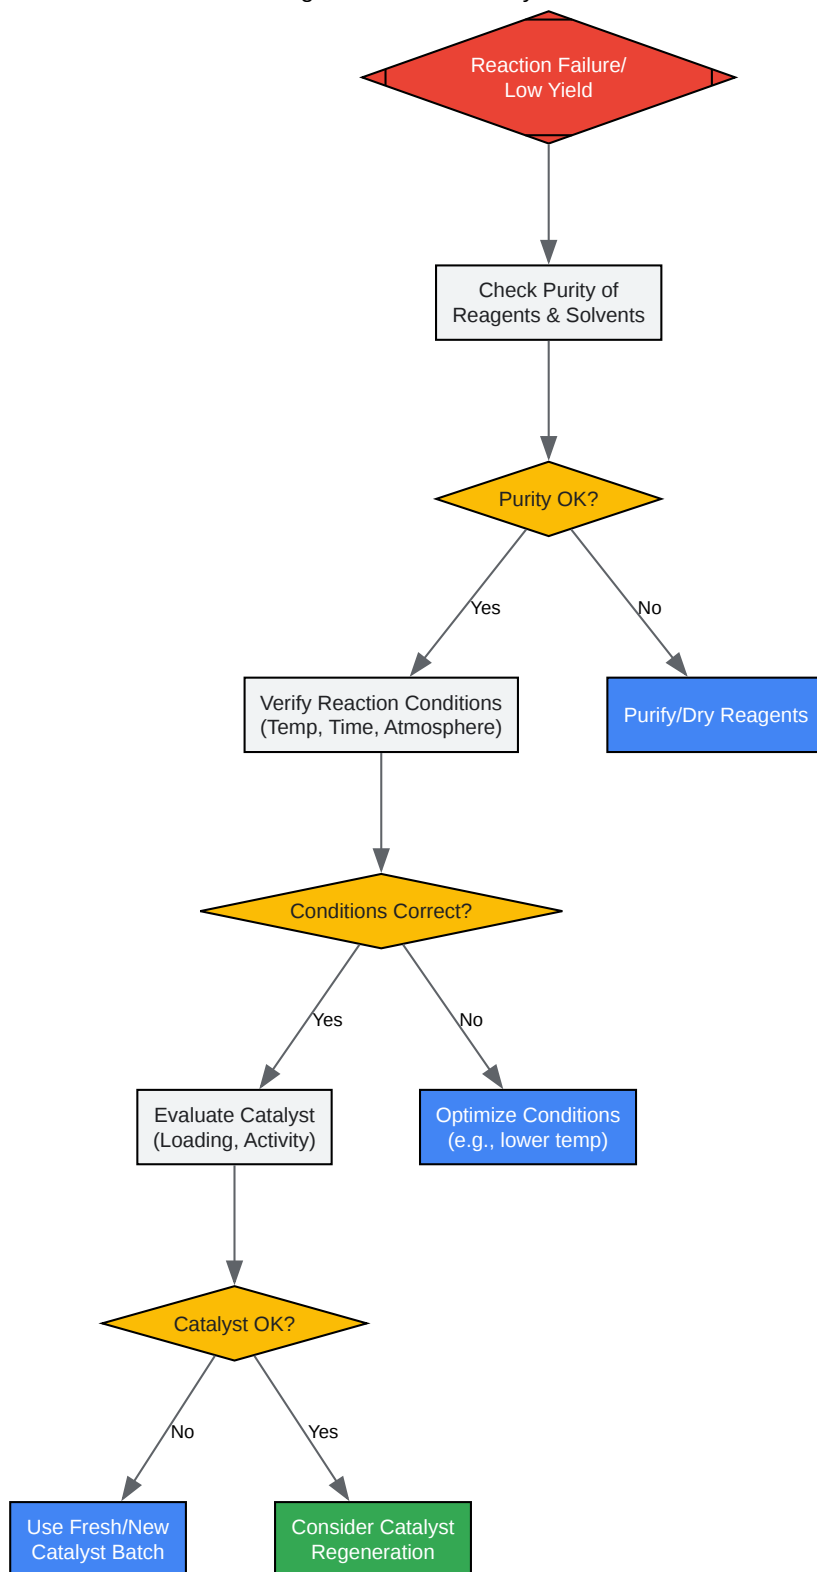 Reaction Failure/
Low Yield
Check Purity of
Reagents & Solvents
Purity OK?
Yes
No
Verify Reaction Conditions
(Temp, Time, Atmosphere)
Purify/Dry Reagents
Conditions Correct?
Yes
No
Evaluate Catalyst
(Loading, Activity)
Optimize Conditions
(e.g., lower temp)
Catalyst OK?
No
Yes
Use Fresh/New
Catalyst Batch
Consider Catalyst
Regeneration